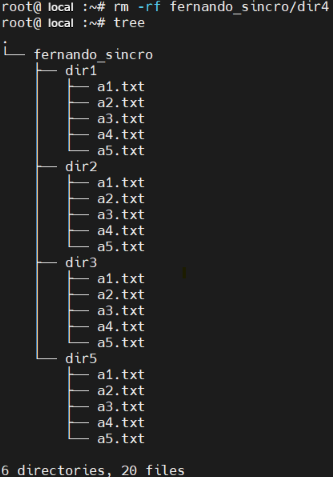 root@ local :~# rm -rf fernando_sincro/dir4
root@ local :~# tree
.
└── fernando_sincro
    ├── dir1
    │   ├── a1.txt
    │   ├── a2.txt
    │   ├── a3.txt
    │   ├── a4.txt
    │   └── a5.txt
    ├── dir2
    │   ├── a1.txt
    │   ├── a2.txt
    │   ├── a3.txt
    │   ├── a4.txt
    │   └── a5.txt
    ├── dir3
    │   ├── a1.txt
    │   ├── a2.txt
    │   ├── a3.txt
    │   ├── a4.txt
    │   └── a5.txt
    └── dir5
        ├── a1.txt
        ├── a2.txt
        ├── a3.txt
        ├── a4.txt
        └── a5.txt
6 directories, 20 files